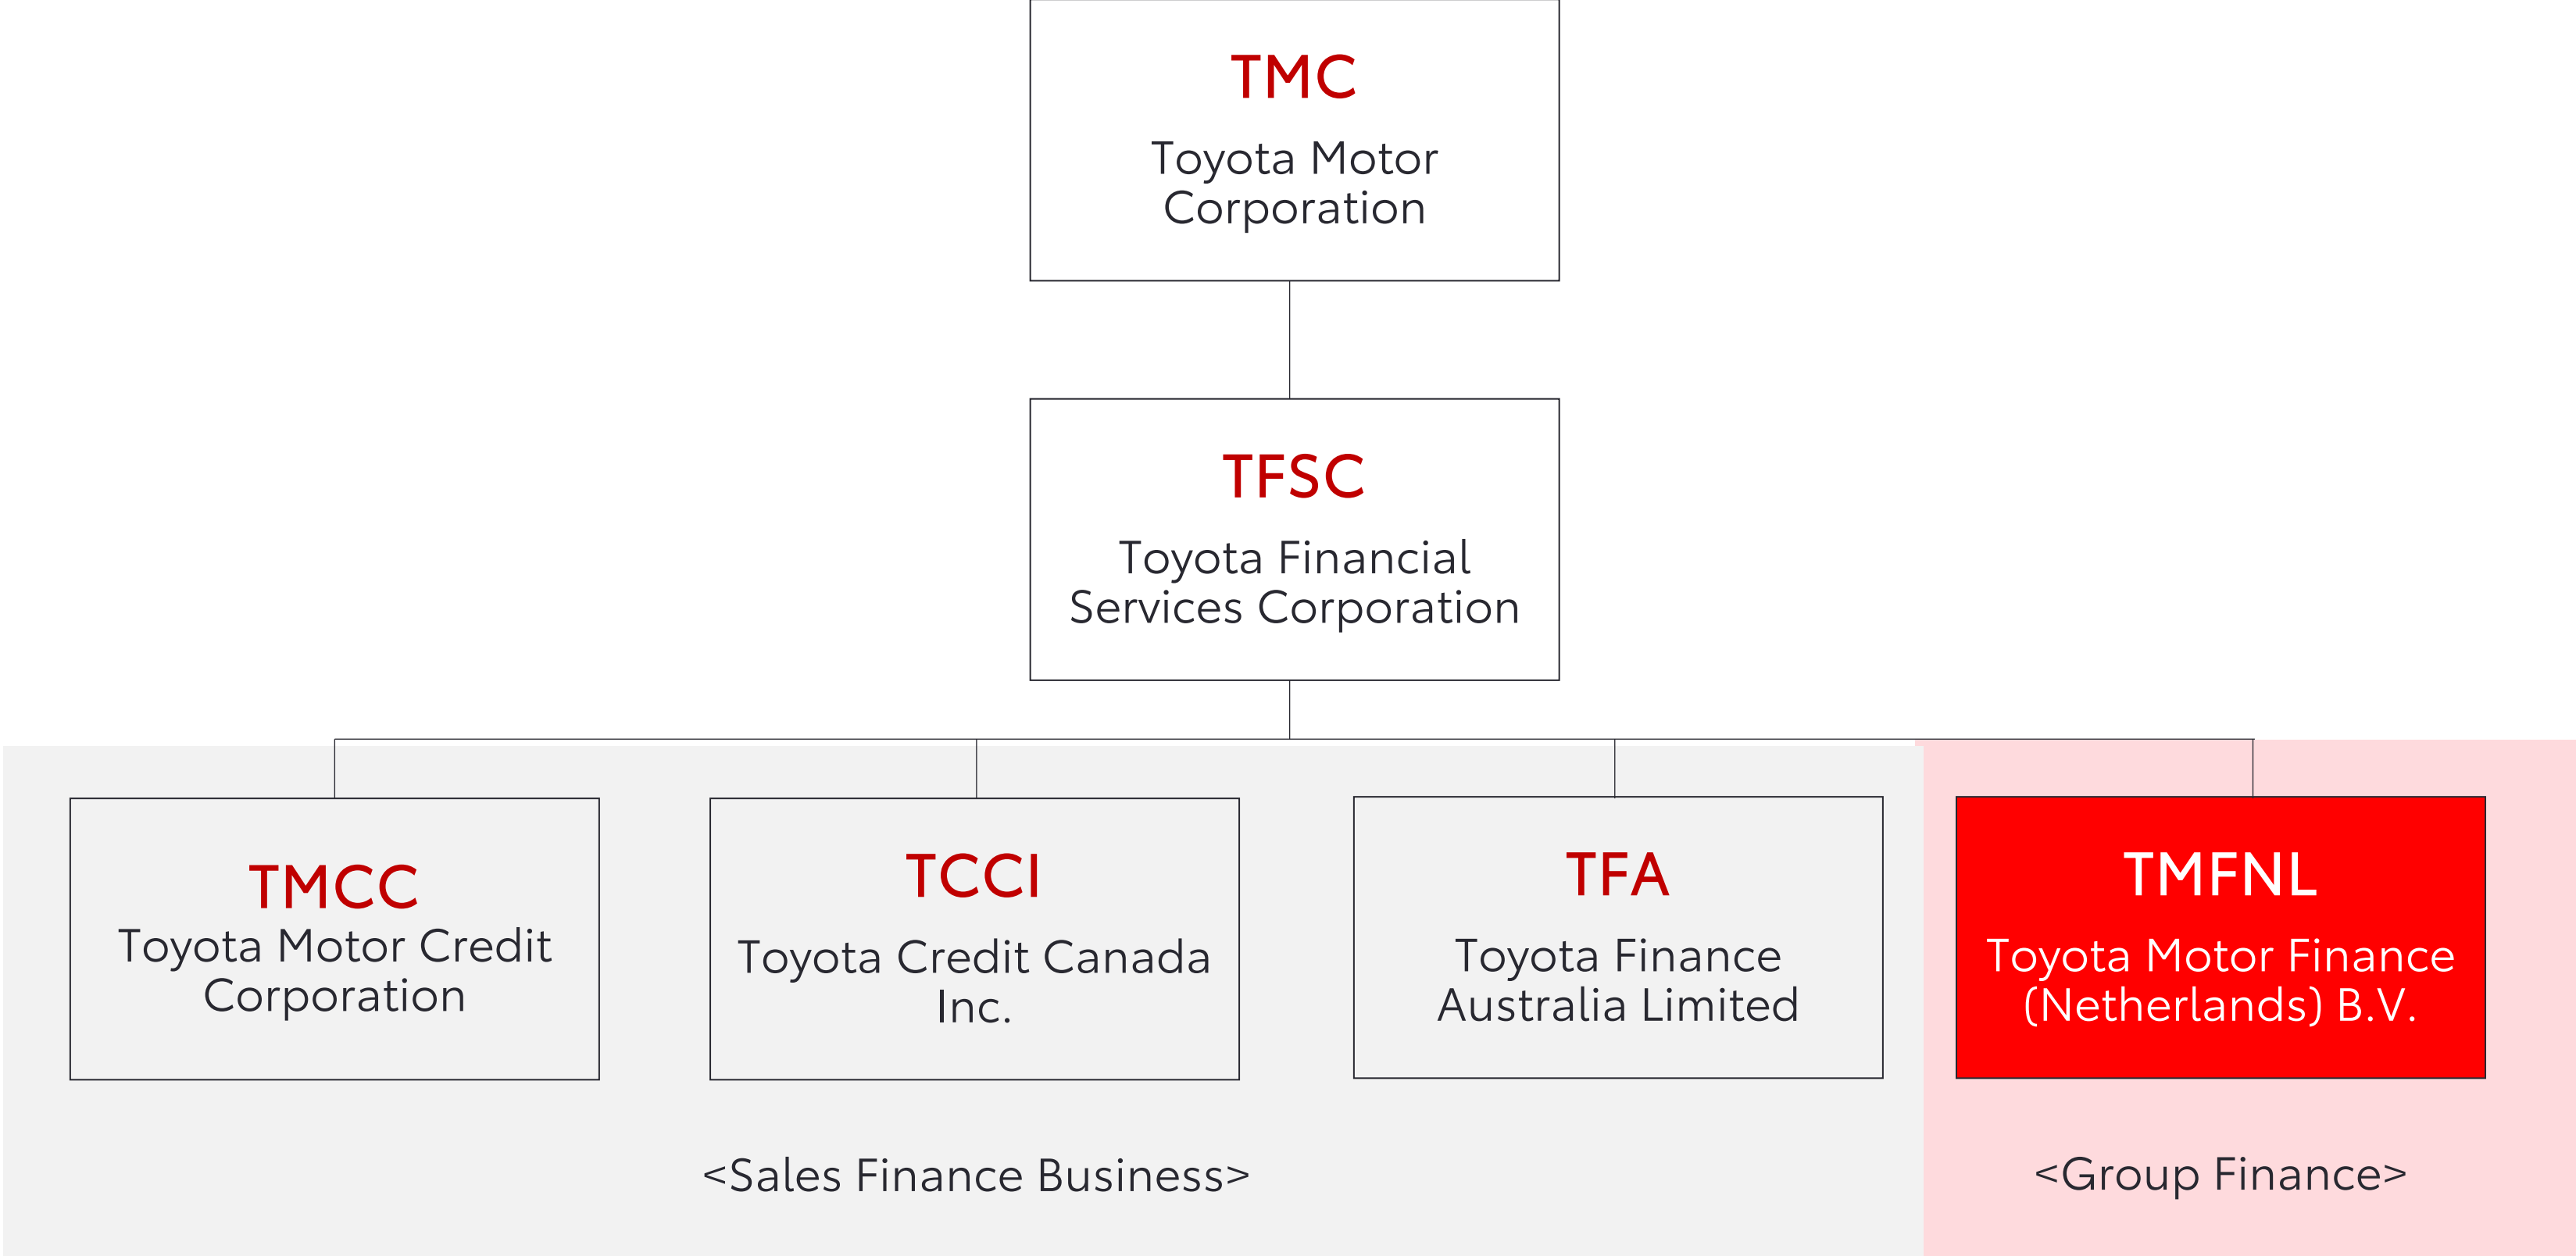 TMC
Toyota Motor
Corporation
TFSC
Toyota Financial
Services Corporation
TMCC
Toyota Motor Credit
Corporation
TCCI
Toyota Credit Canada
Inc.
TFA
Toyota Finance
Australia Limited
TMFNL
Toyota Motor Finance
(Netherlands) B.V.
<Sales Finance Business>
<Group Finance>